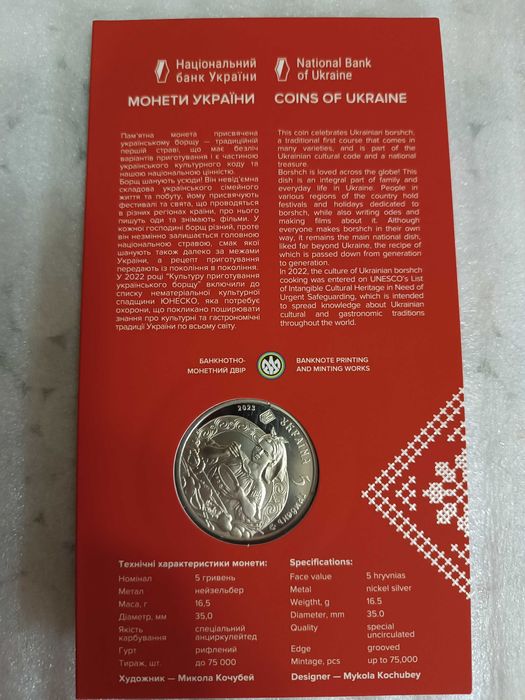 Національний
банк України
National Bank
of Ukraine
МОНЕТИ УКРАЇНИ
COINS OF UKRAINE
Пам'ятна монета присвячена
українському борщу — традиційній
першій страві, що має безліч
варіантів приготування і є частиною
українського культурного коду та
нашою національною цінністю.
Борщ шанують усюди! Він невід'ємна
складова українського сімейного
життя та побуту, йому присвячують
фестивалі та свята, що проводяться
в різних регіонах країни, про нього
пишуть оди та знімають фільми. У
кожної господині борщ різний, проте
він незмінно залишається головною
національною стравою, смак якої
шанують також далеко за межами
України, а рецепт приготування
передають із покоління в покоління.
У 2022 році "Культуру приготування
українського борщу" включили до
списку нематеріальної культурної
спадщини ЮНЕСКО, яка потребує
охорони, що покликано поширювати
знання про культурні та гастрономічні
традиції України по всьому світу.
This coin celebrates Ukrainian borshch,
a traditional first course that comes in
many varieties, and is part of the
Ukrainian cultural code and a national
treasure.
Borshch is loved across the globe! This
dish is an integral part of family and
everyday life in Ukraine. People in
various regions of the country hold
festivals and holidays dedicated to
borshch, while also writing odes and
making films about it. Although
everyone makes borshch in their own
way, it remains the main national dish,
liked far beyond Ukraine, the recipe of
which is passed down from generation
to generation.
In 2022, the culture of Ukrainian borshch
cooking was entered on UNESCO's List
of Intangible Cultural Heritage in Need of
Urgent Safeguarding, which is intended
to spread knowledge about Ukrainian
cultural and gastronomic traditions
throughout the world.
БАНКНОТНО-
МОНЕТНИЙ ДВІР
BANKNOTE PRINTING
AND MINTING WORKS
2023
УКРАЇНА
5
ГРИВЕНЬ
Технічні характеристики монети:
Номінал 5 гривень
Метал нейзильбер
Маса, г 16,5
Діаметр, мм 35,0
Якість спеціальний
карбування анциркулейтед
Гурт рифлений
Тираж, шт. до 75 000
Художник — Микола Кочубей
Specifications:
Face value 5 hryvnias
Metal nickel silver
Weigtht, g 16.5
Diameter, mm 35.0
Quality special
uncirculated
Edge grooved
Mintage, pcs up to 75,000
Designer — Mykola Kochubey